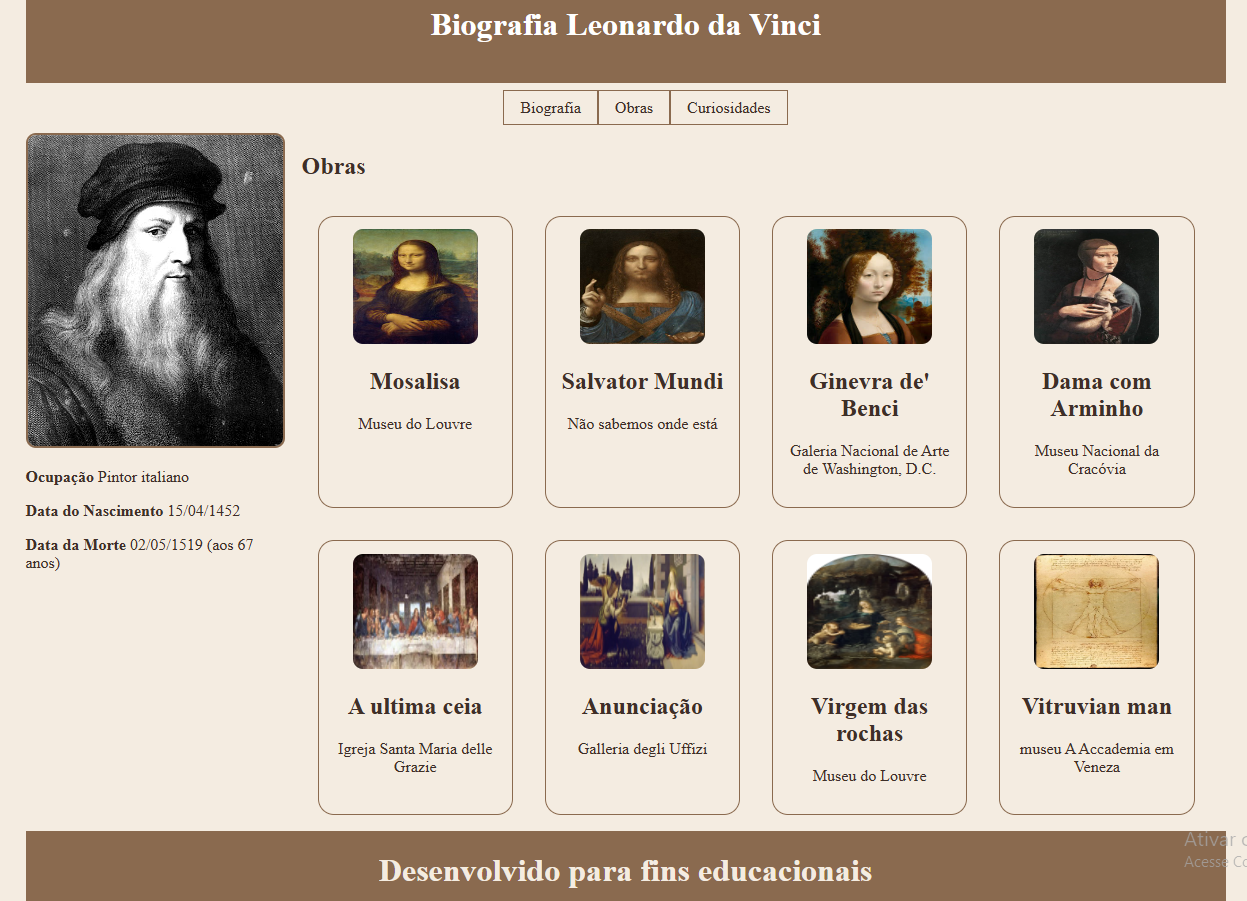 Biografia Leonardo da Vinci
Biografia
Obras
Curiosidades
Ocupação Pintor italiano
Data do Nascimento 15/04/1452
Data da Morte 02/05/1519 (aos 67
anos)
Obras
Mosalisa
Museu do Louvre
Salvator Mundi
Não sabemos onde está
Ginevra de'
Benci
Galeria Nacional de Arte
de Washington, D.C.
Dama com
Arminho
Museu Nacional da
Cracóvia
A ultima ceia
Igreja Santa Maria delle
Grazie
Anunciação
Galleria degli Uffizi
Virgem das
rochas
Museu do Louvre
Vitruvian man
museu A Accademia em
Veneza
Desenvolvido para fins educacionais
Ativar
Acesse